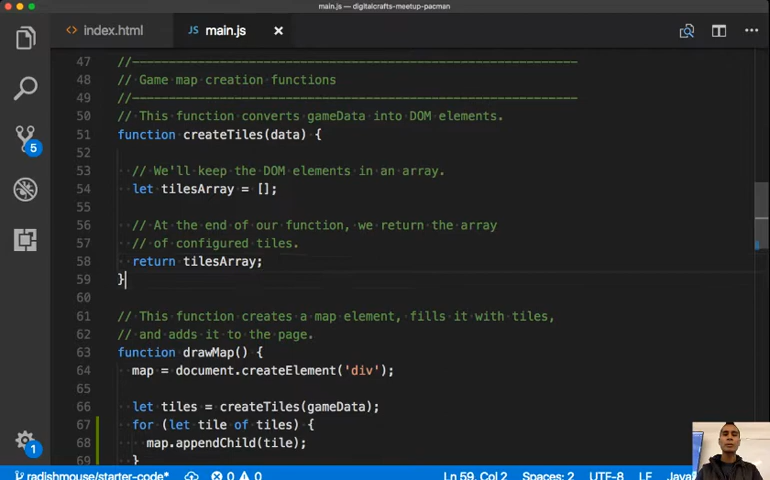 main.js — digitalcrafts-meetup-pacman
<> index.html JS main.js ×
47 //-------------------------------------------------------------
48 // Game map creation functions
49 //-------------------------------------------------------------
50 // This function converts gameData into DOM elements.
51 function createTiles(data) {
52
53 // We'll keep the DOM elements in an array.
54 let tilesArray = [];
55
56 // At the end of our function, we return the array
57 // of configured tiles.
58 return tilesArray;
59 }
60
61 // This function creates a map element, fills it with tiles,
62 // and adds it to the page.
63 function drawMap() {
64 map = document.createElement('div');
65
66 let tiles = createTiles(gameData);
67 for (let tile of tiles) {
68 map.appendChild(tile);
69 }
5
1
radishmouse/starter-code* 0 0 Ln 59, Col 2 Spaces: 2 UTF-8 LF